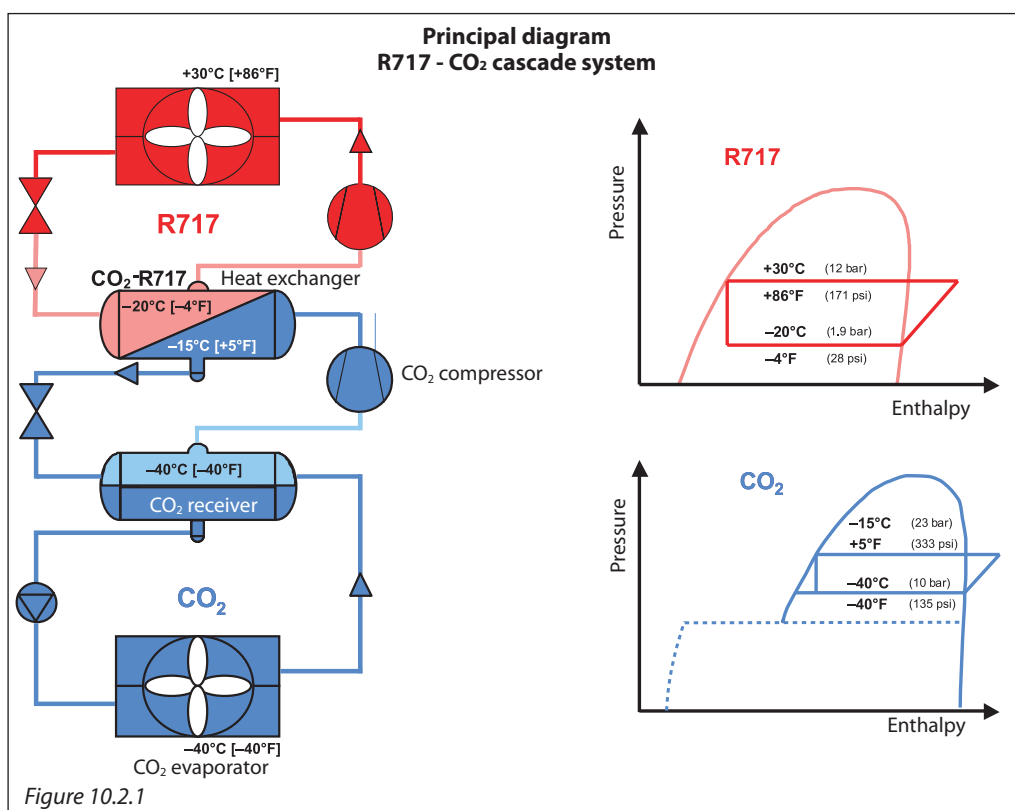 Principal diagram
R717 - CO₂ cascade system
+30°C [+86°F]
R717
CO₂-R717 Heat exchanger
–20°C [–4°F]
–15°C [+5°F]
CO₂ compressor
–40°C [–40°F]
CO₂ receiver
CO₂
–40°C [–40°F]
CO₂ evaporator
Pressure
R717
+30°C (12 bar)
+86°F (171 psi)
–20°C (1.9 bar)
–4°F (28 psi)
Enthalpy
Pressure
CO₂
–15°C (23 bar)
+5°F (333 psi)
–40°C (10 bar)
–40°F (135 psi)
Enthalpy
Figure 10.2.1